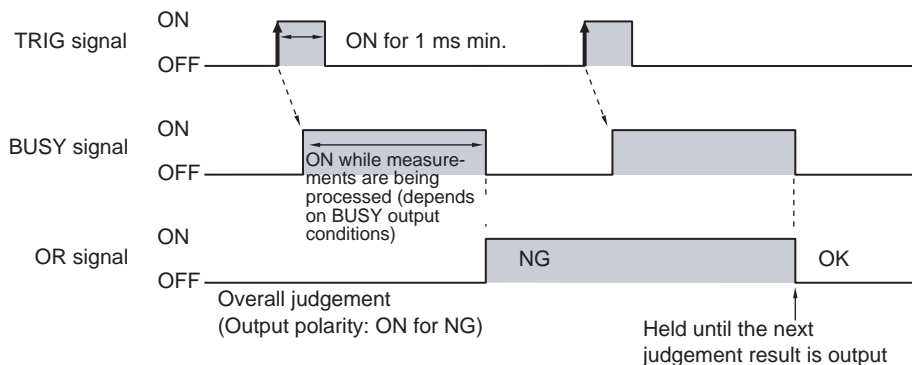 ON
TRIG signal
ON for 1 ms min.
OFF
ON
BUSY signal
OFF
ON while measure-
ments are being
processed (depends
on BUSY output
conditions)
ON
OR signal
NG
OK
OFF
Overall judgement
(Output polarity: ON for NG)
Held until the next
judgement result is output